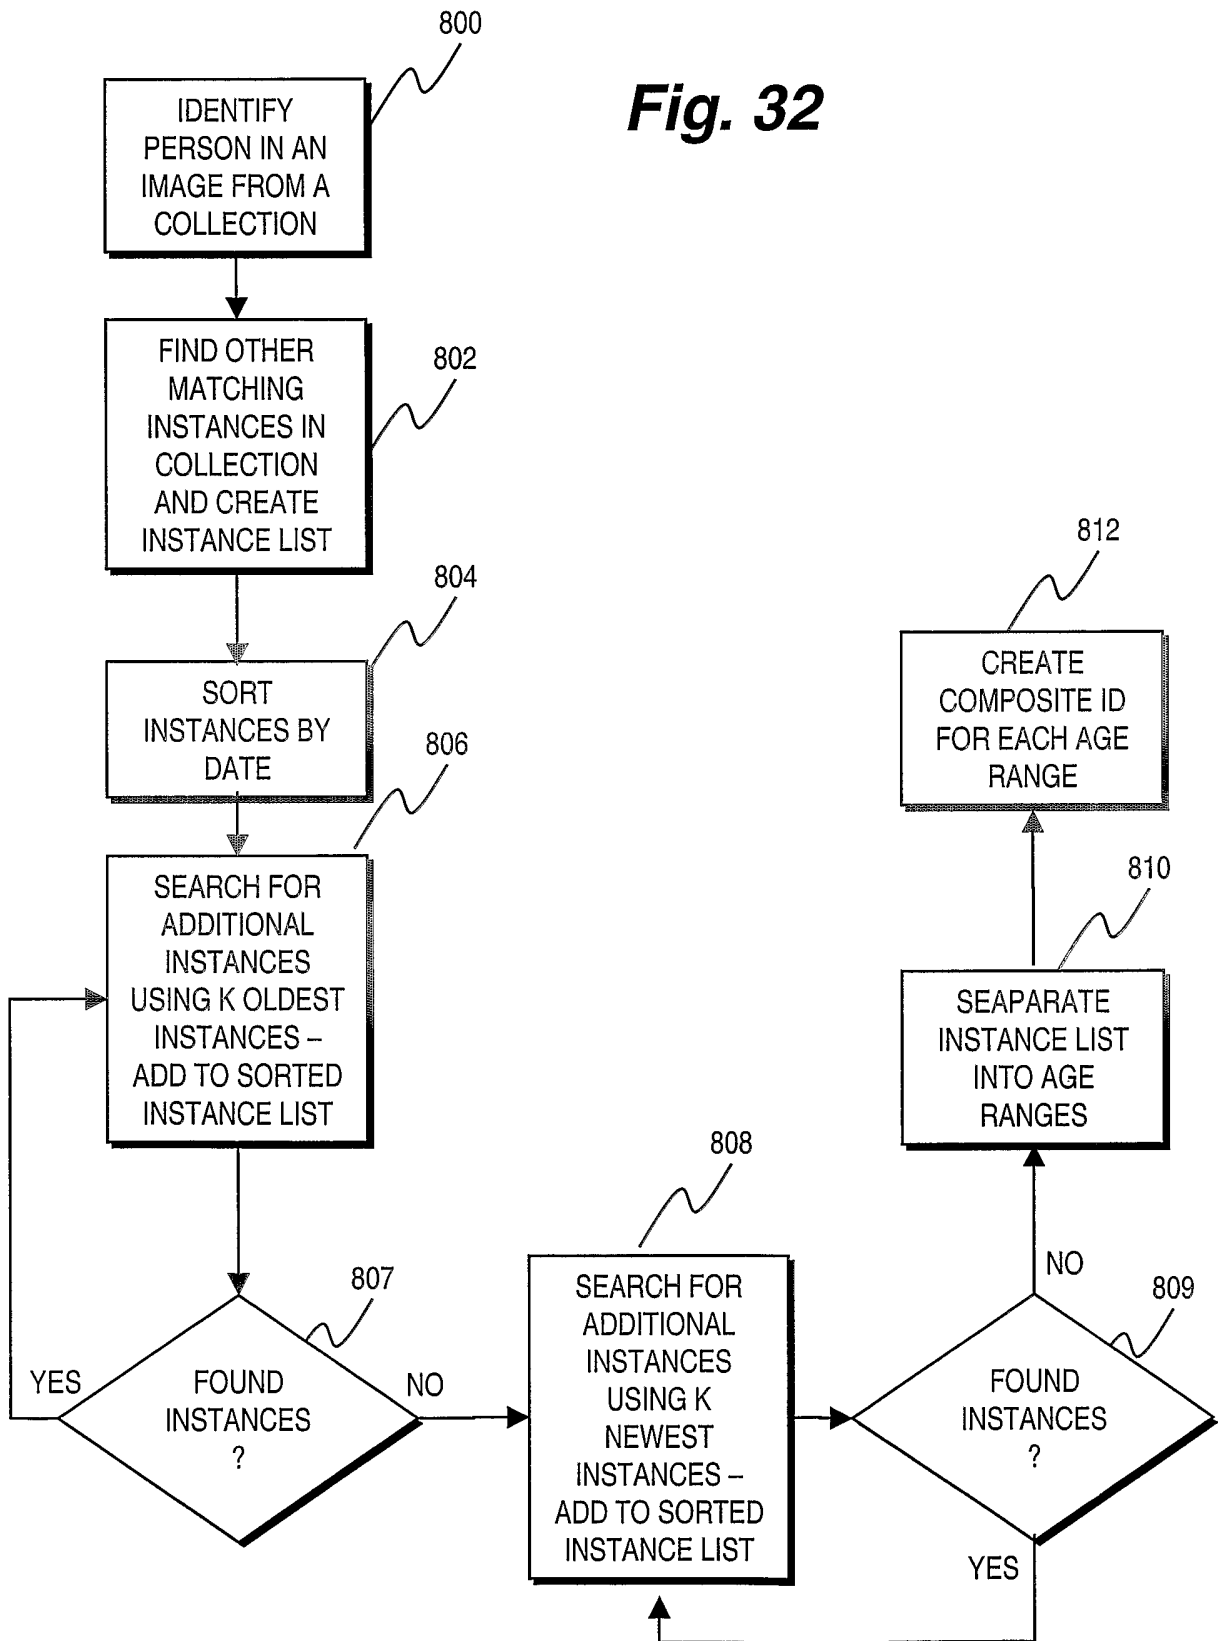 Fig. 32
800
IDENTIFY
PERSON IN AN
IMAGE FROM A
COLLECTION
802
FIND OTHER
MATCHING
INSTANCES IN
COLLECTION
AND CREATE
INSTANCE LIST
804
SORT
INSTANCES BY
DATE
806
SEARCH FOR
ADDITIONAL
INSTANCES
USING K OLDEST
INSTANCES –
ADD TO SORTED
INSTANCE LIST
807
FOUND
INSTANCES
?
YES
NO
808
SEARCH FOR
ADDITIONAL
INSTANCES
USING K
NEWEST
INSTANCES –
ADD TO SORTED
INSTANCE LIST
809
FOUND
INSTANCES
?
YES
NO
810
SEAPARATE
INSTANCE LIST
INTO AGE
RANGES
812
CREATE
COMPOSITE ID
FOR EACH AGE
RANGE